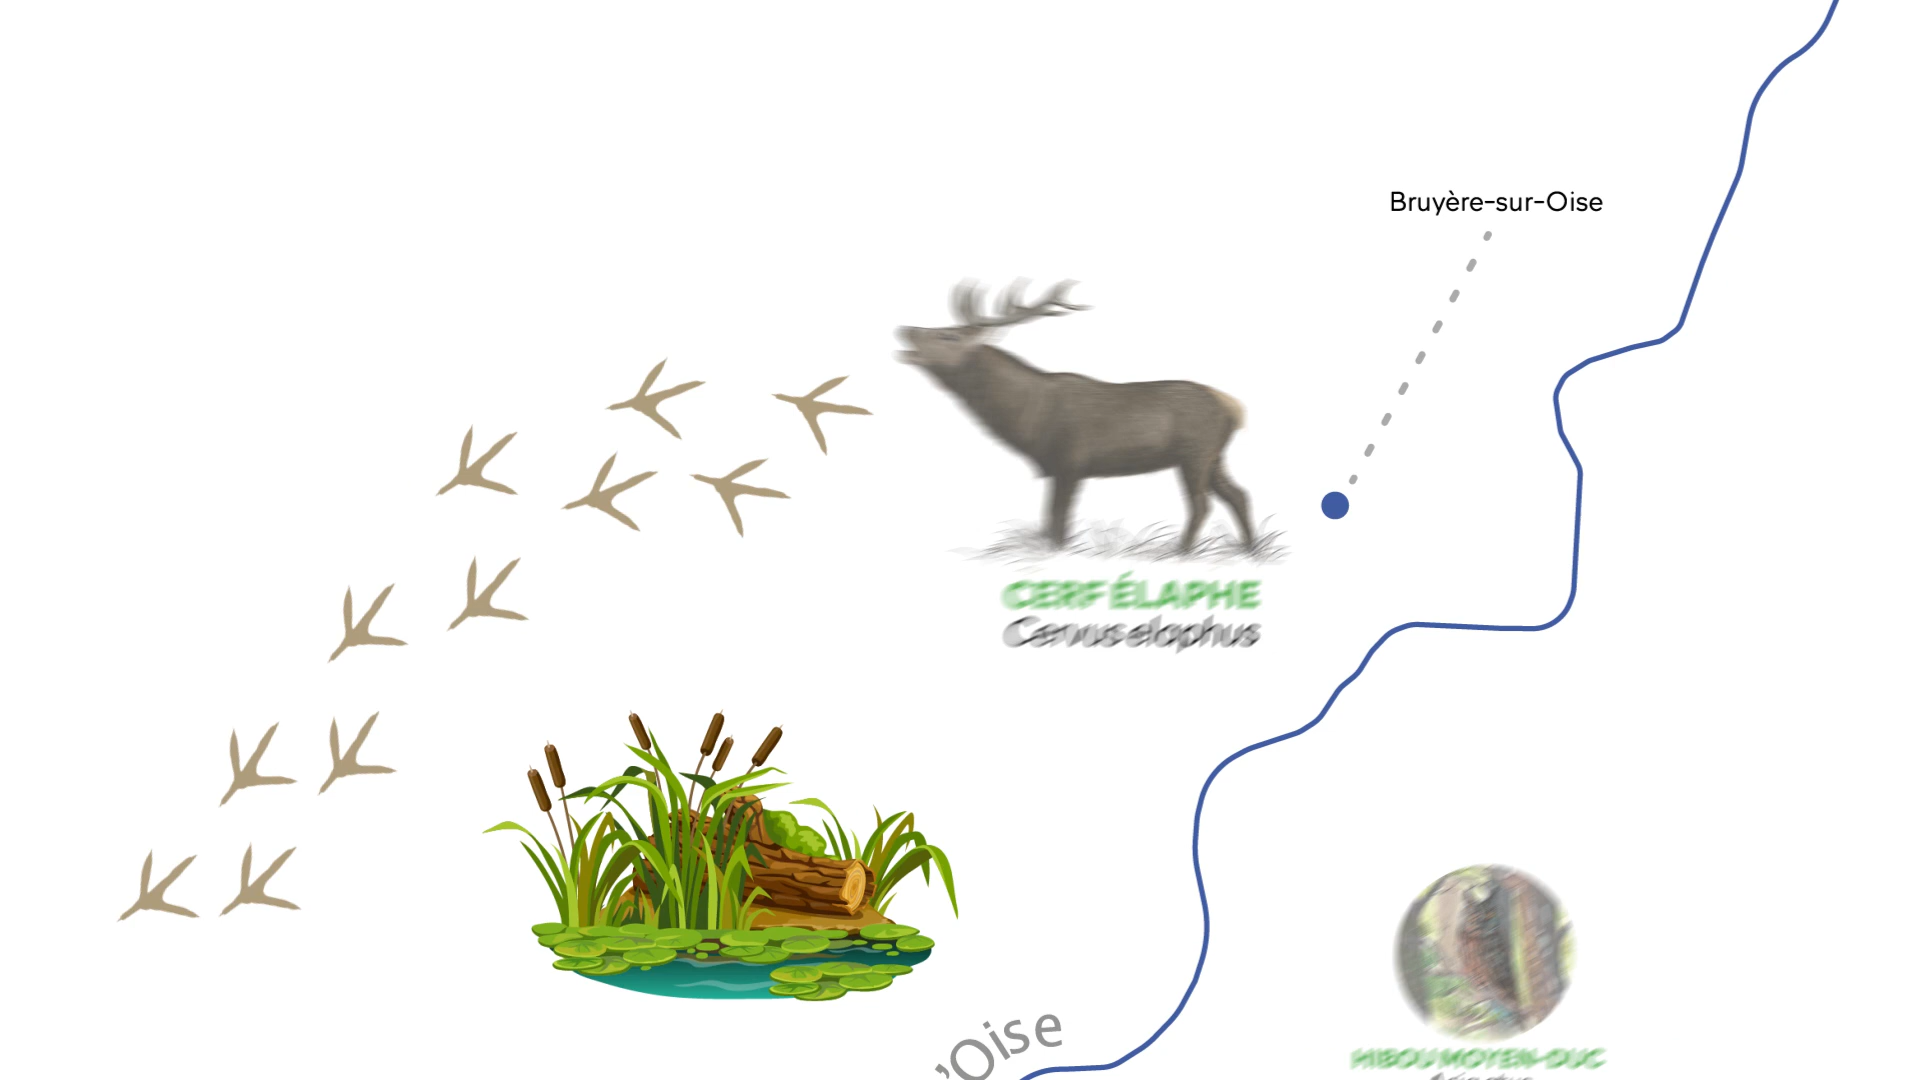 Bruyère-sur-Oise
CERF ÉLAPHE
Cervus elaphus
'Oise
HIBOU MOYEN-DUC